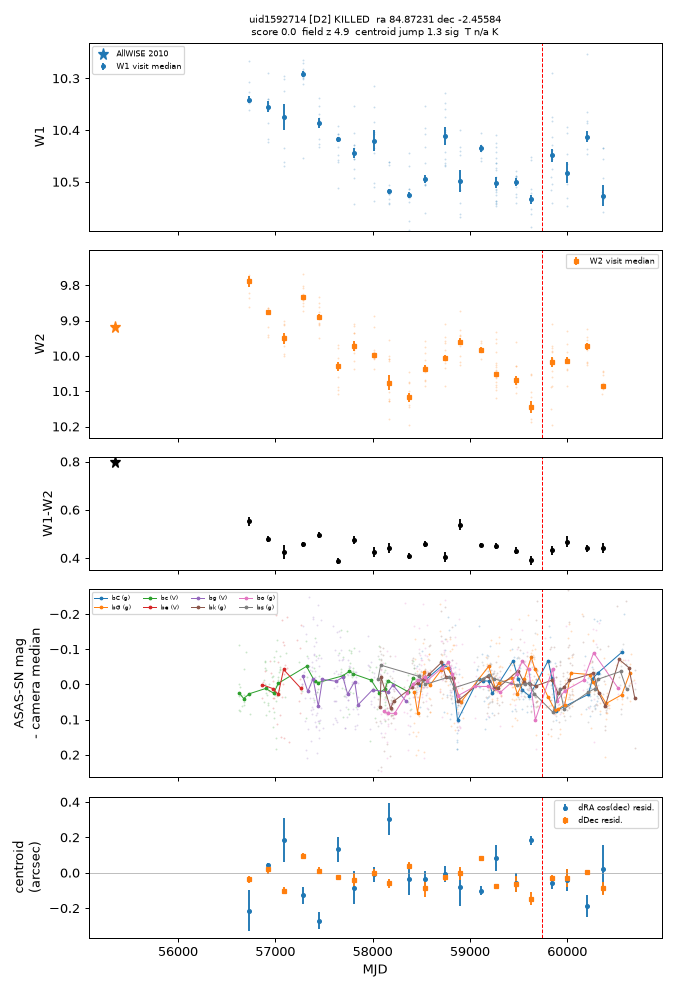 uid1592714 [D2] KILLED ra 84.87231 dec -2.45584
score 0.0 field z 4.9 centroid jump 1.3 sig T n/a K
AllWISE 2010
W1 visit median
10.3
10.4
10.5
W1
W2 visit median
9.8
9.9
10.0
10.1
10.2
W2
0.8
0.6
0.4
W1-W2
bC (g)
bG (g)
bc (V)
be (V)
bg (V)
bk (g)
bo (g)
bs (g)
−0.2
−0.1
0.0
0.1
0.2
ASAS-SN mag
- camera median
dRA cos(dec) resid.
dDec resid.
0.4
0.2
0.0
−0.2
centroid
(arcsec)
56000
57000
58000
59000
60000
MJD